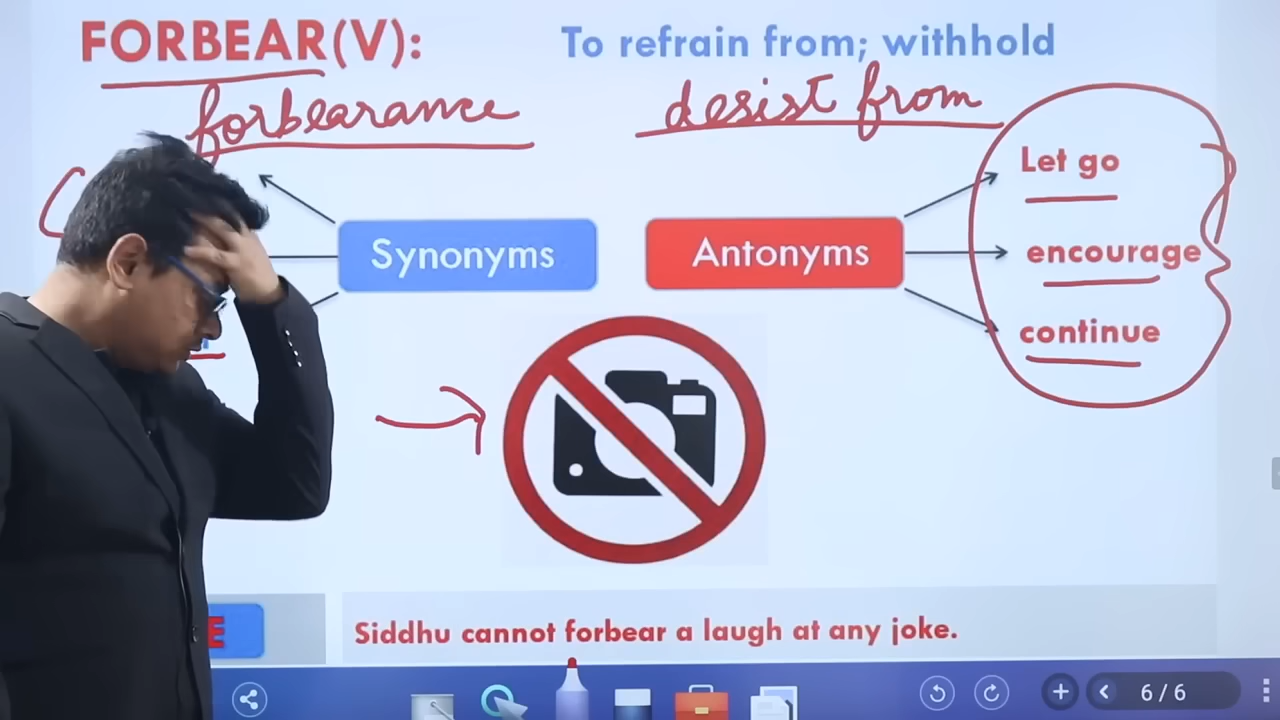 FORBEAR(V):
To refrain from; withhold
forbearance
desist from
Let go
Synonyms
Antonyms
encourage
continue
E
Siddhu cannot forbear a laugh at any joke.
6 / 6